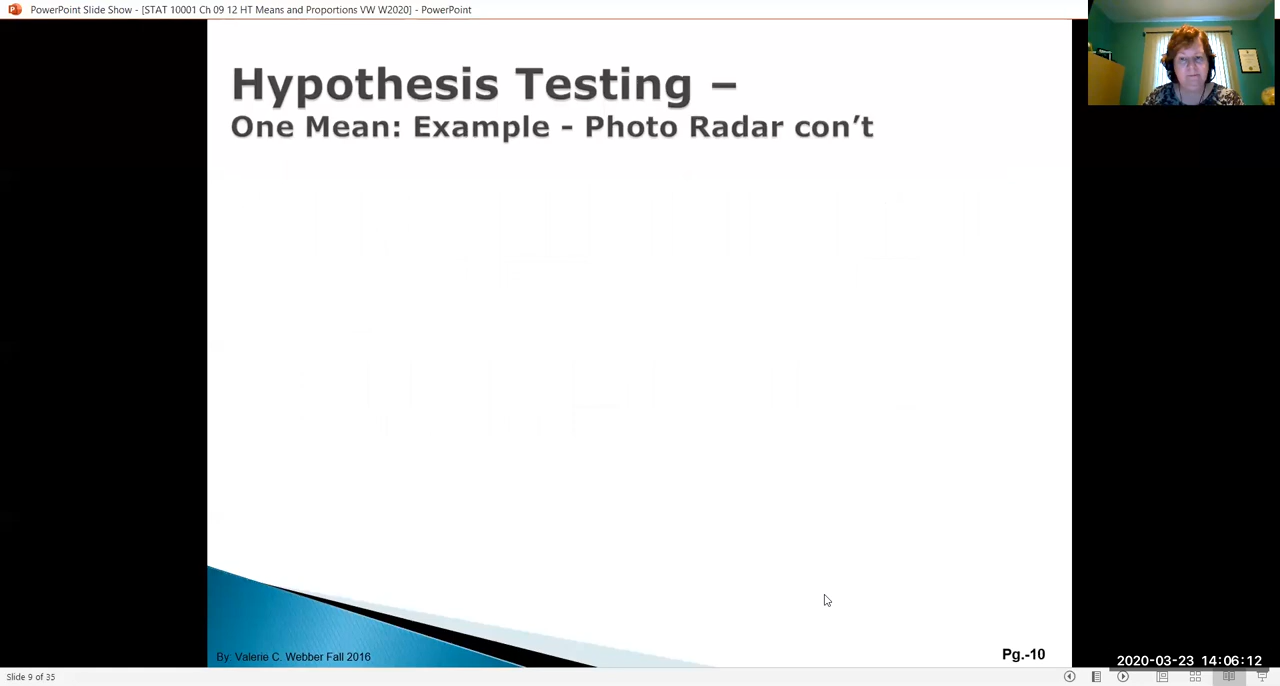 PowerPoint Slide Show - [STAT 10001 Ch 09 12 HT Means and Proportions VW W2020] - PowerPoint
Hypothesis Testing –
One Mean: Example - Photo Radar con’t
By: Valerie C. Webber Fall 2016
Pg.-10
2020-03-23 14:06:12
Slide 9 of 35